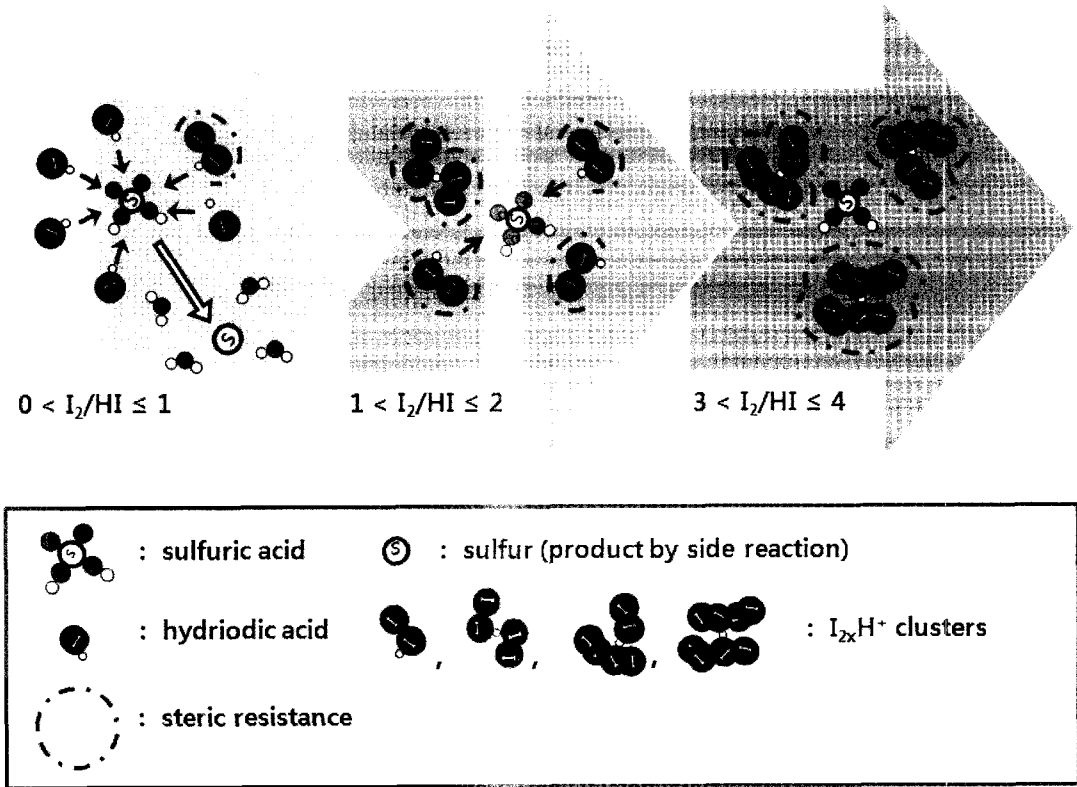 S
S
S
S
0 < I₂/HI ≤ 1
1 < I₂/HI ≤ 2
3 < I₂/HI ≤ 4
S : sulfuric acid
S : sulfur (product by side reaction)
I : hydriodic acid
, , , : I₂ₓH⁺ clusters
: steric resistance